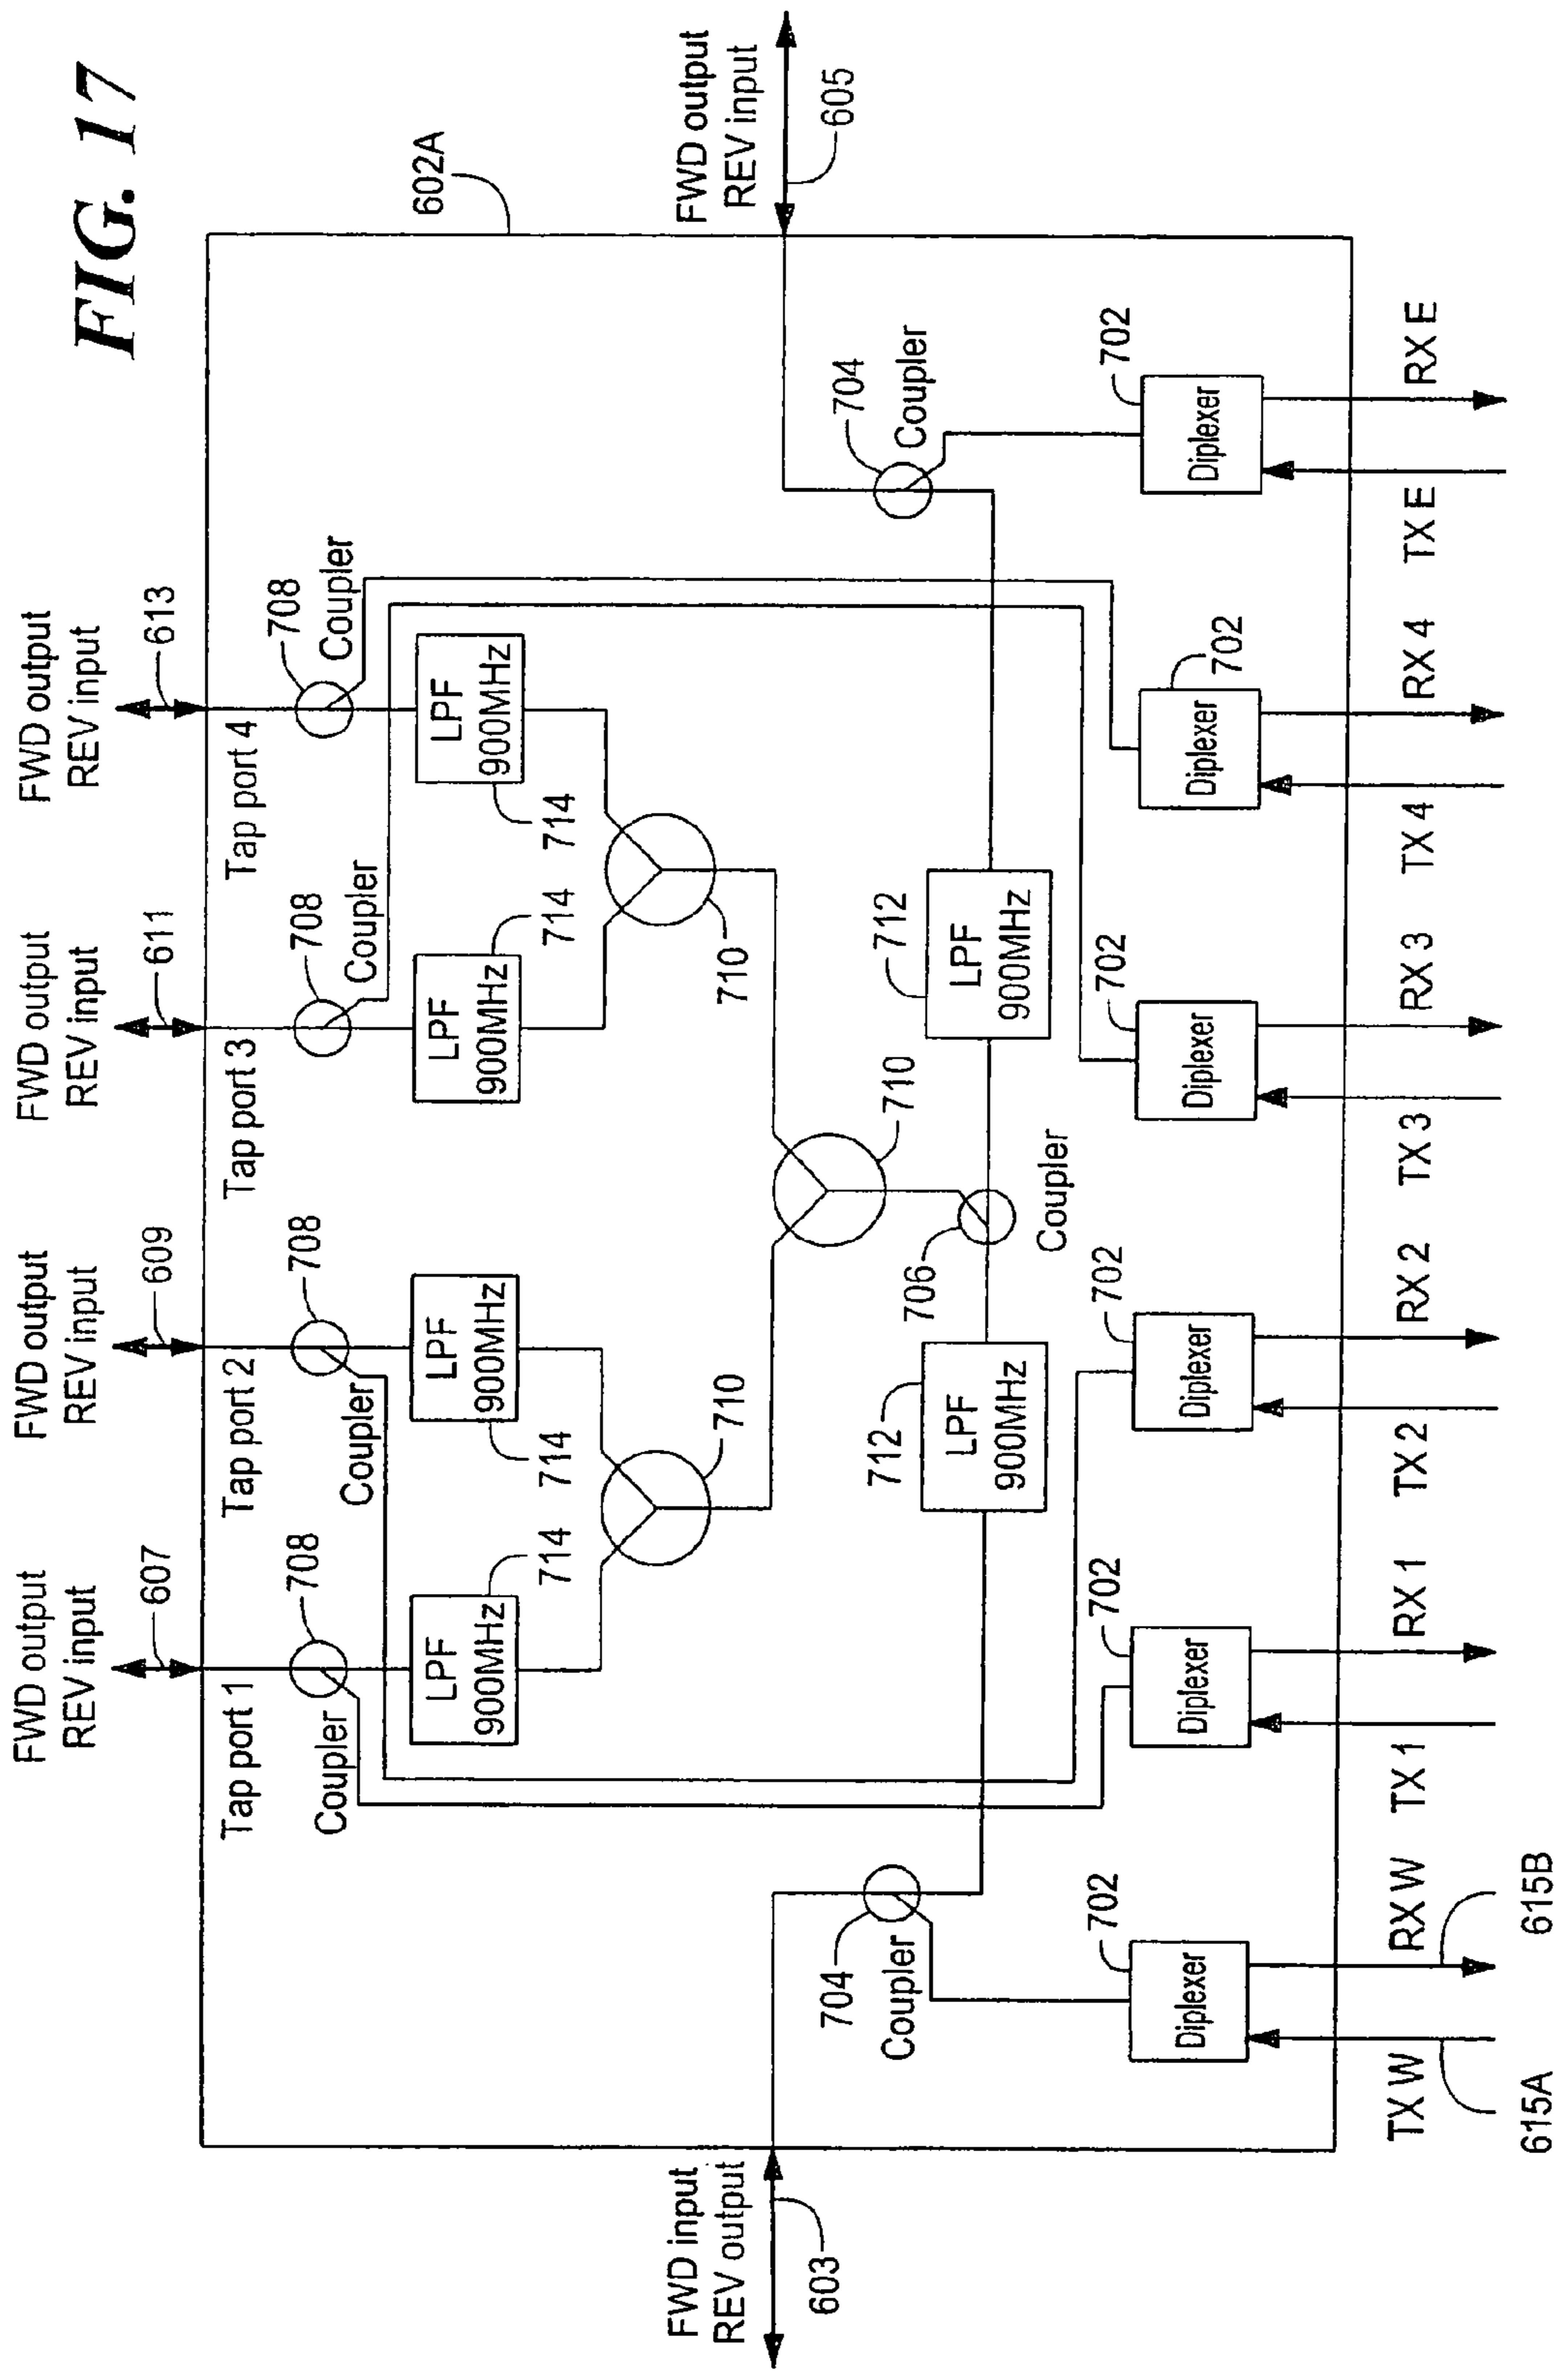 FIG. 17
FWD output
REV input
607
FWD output
REV input
609
FWD output
REV input
611
FWD output
REV input
613
602A
Tap port 1
Tap port 2
Tap port 3
Tap port 4
708
Coupler
708
Coupler
708
Coupler
708
Coupler
LPF
900MHz
714
LPF
900MHz
714
LPF
900MHz
714
LPF
900MHz
714
710
710
710
FWD input
REV output
603
FWD output
REV input
605
704
Coupler
LPF
900MHz
712
706
Coupler
LPF
900MHz
712
704
Coupler
Diplexer
702
Diplexer
702
Diplexer
702
Diplexer
702
Diplexer
702
Diplexer
702
TX W
RX W
TX 1
RX 1
TX 2
RX 2
TX 3
RX 3
TX 4
RX 4
TX E
RX E
615A
615B